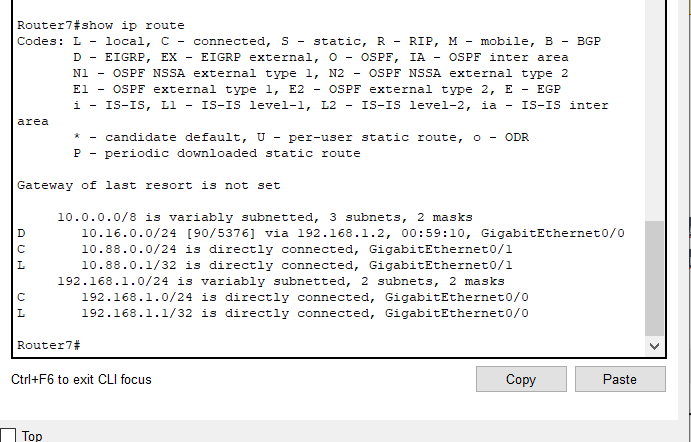 Router7#show ip route
Codes: L - local, C - connected, S - static, R - RIP, M - mobile, B - BGP
D - EIGRP, EX - EIGRP external, O - OSPF, IA - OSPF inter area
N1 - OSPF NSSA external type 1, N2 - OSPF NSSA external type 2
E1 - OSPF external type 1, E2 - OSPF external type 2, E - EGP
i - IS-IS, L1 - IS-IS level-1, L2 - IS-IS level-2, ia - IS-IS inter
area
* - candidate default, U - per-user static route, o - ODR
P - periodic downloaded static route
Gateway of last resort is not set
10.0.0.0/8 is variably subnetted, 3 subnets, 2 masks
D 10.16.0.0/24 [90/5376] via 192.168.1.2, 00:59:10, GigabitEthernet0/0
C 10.88.0.0/24 is directly connected, GigabitEthernet0/1
L 10.88.0.1/32 is directly connected, GigabitEthernet0/1
192.168.1.0/24 is variably subnetted, 2 subnets, 2 masks
C 192.168.1.0/24 is directly connected, GigabitEthernet0/0
L 192.168.1.1/32 is directly connected, GigabitEthernet0/0
Router7#
Ctrl+F6 to exit CLI focus
Copy
Paste
Top